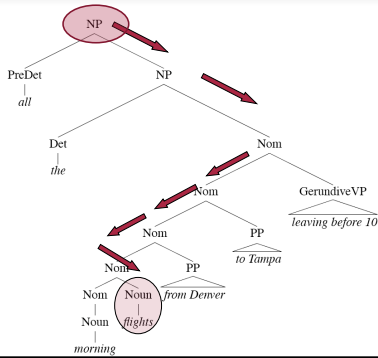 NP
PreDet NP
all
Det Nom
the
Nom GerundiveVP
leaving before 10
Nom PP
to Tampa
Nom PP
Nom Noun from Denver
Noun flights
morning